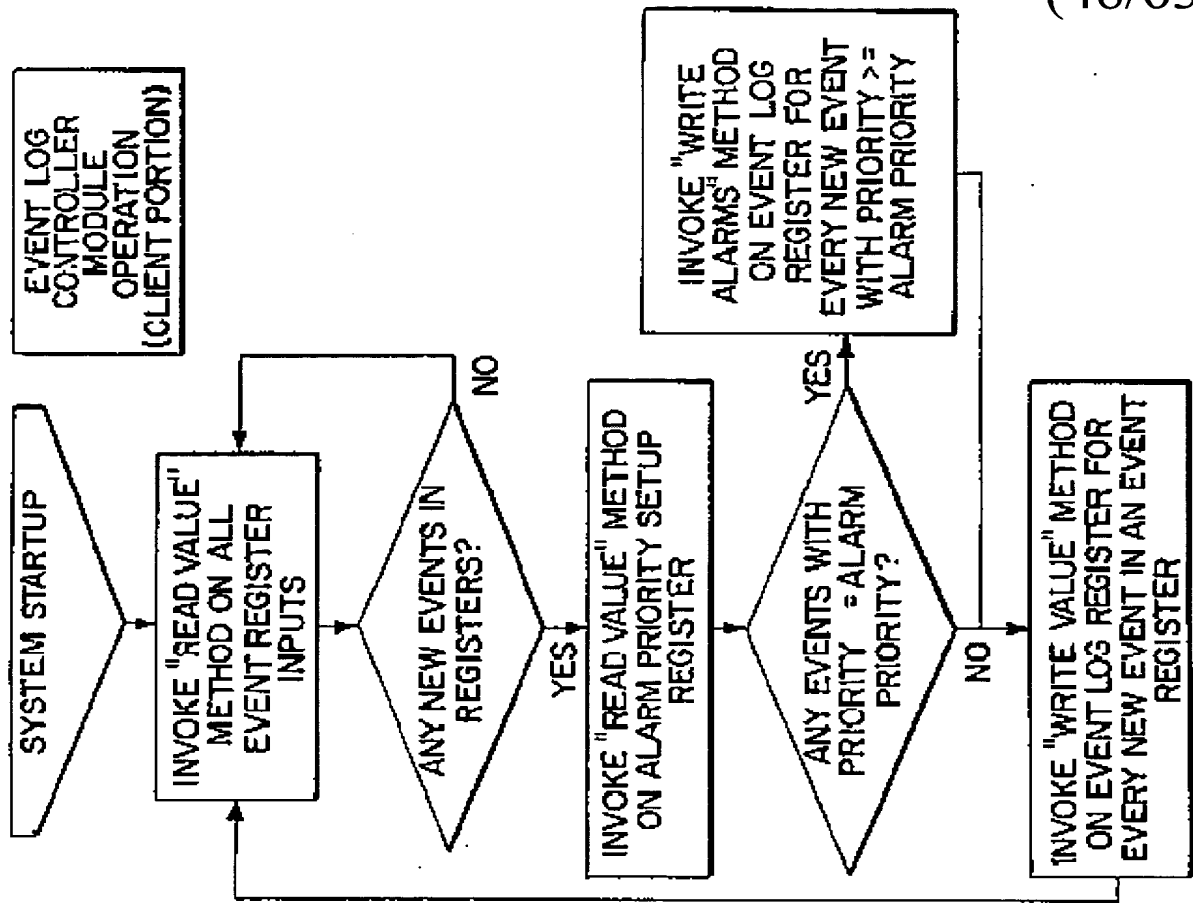 EVENT LOG
CONTROLLER
MODULE
OPERATION
(CLIENT PORTION)
SYSTEM STARTUP
INVOKE "READ VALUE"
METHOD ON ALL
EVENT REGISTER
INPUTS
ANY NEW EVENTS IN
REGISTERS?
NO
YES
INVOKE "READ VALUE" METHOD
ON ALARM PRIORITY SETUP
REGISTER
ANY EVENTS WITH
PRIORITY =ALARM
PRIORITY?
YES
INVOKE "WRITE
ALARMS" METHOD
ON EVENT LOG
REGISTER FOR
EVERY NEW EVENT
WITH PRIORITY >=
ALARM PRIORITY
NO
INVOKE "WRITE VALUE" METHOD
ON EVENT LOG REGISTER FOR
EVERY NEW EVENT IN AN EVENT
REGISTER